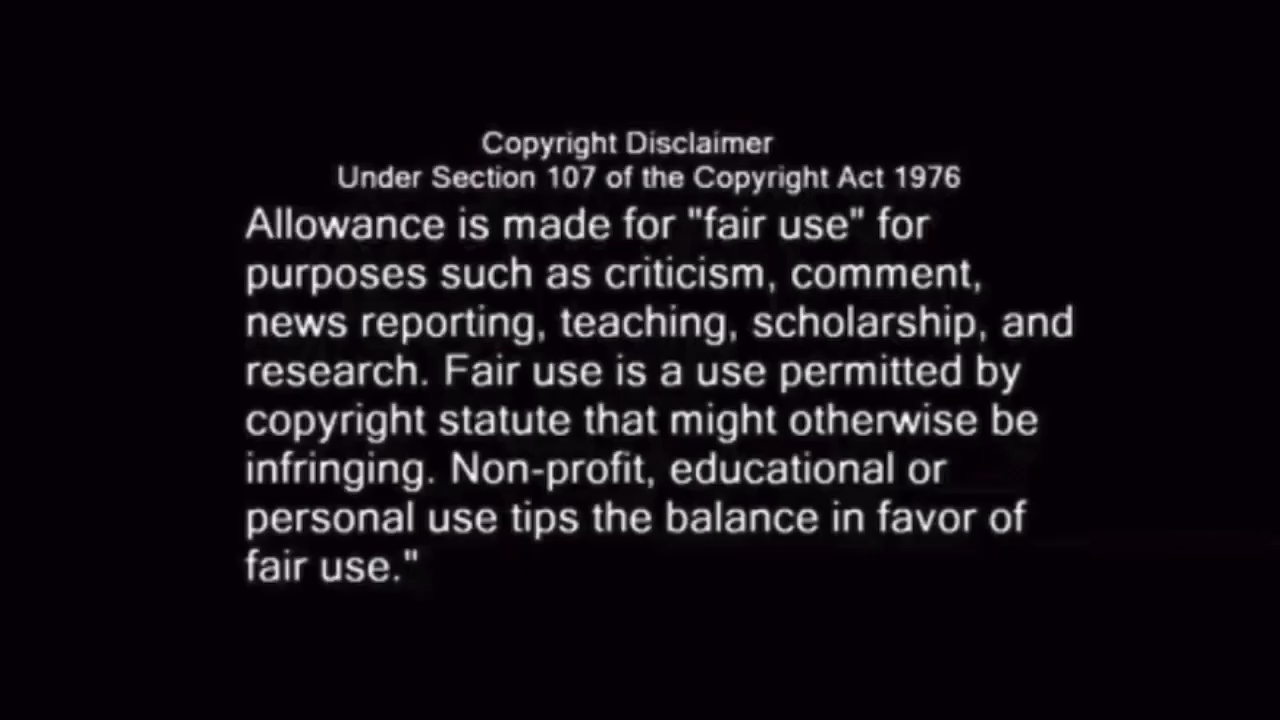 Copyright Disclaimer
Under Section 107 of the Copyright Act 1976
Allowance is made for "fair use" for
purposes such as criticism, comment,
news reporting, teaching, scholarship, and
research. Fair use is a use permitted by
copyright statute that might otherwise be
infringing. Non-profit, educational or
personal use tips the balance in favor of
fair use."